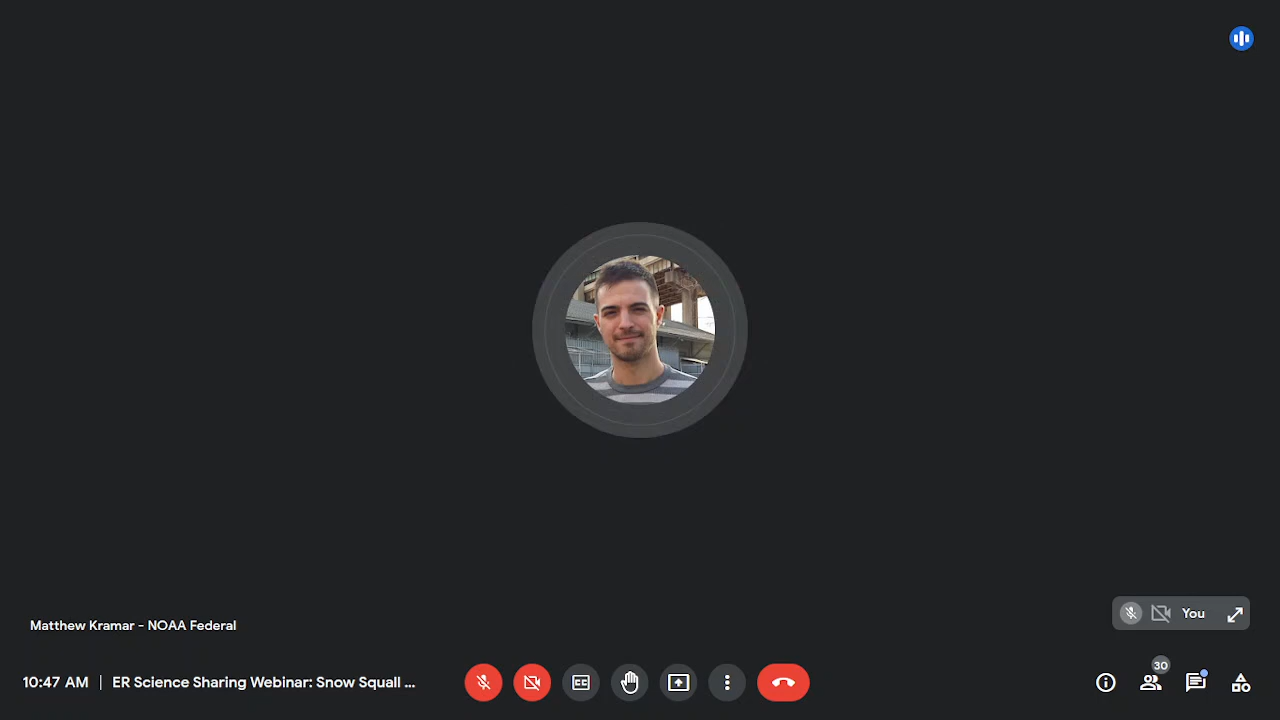 Matthew Kramar - NOAA Federal
You
30
10:47 AM | ER Science Sharing Webinar: Snow Squall ...